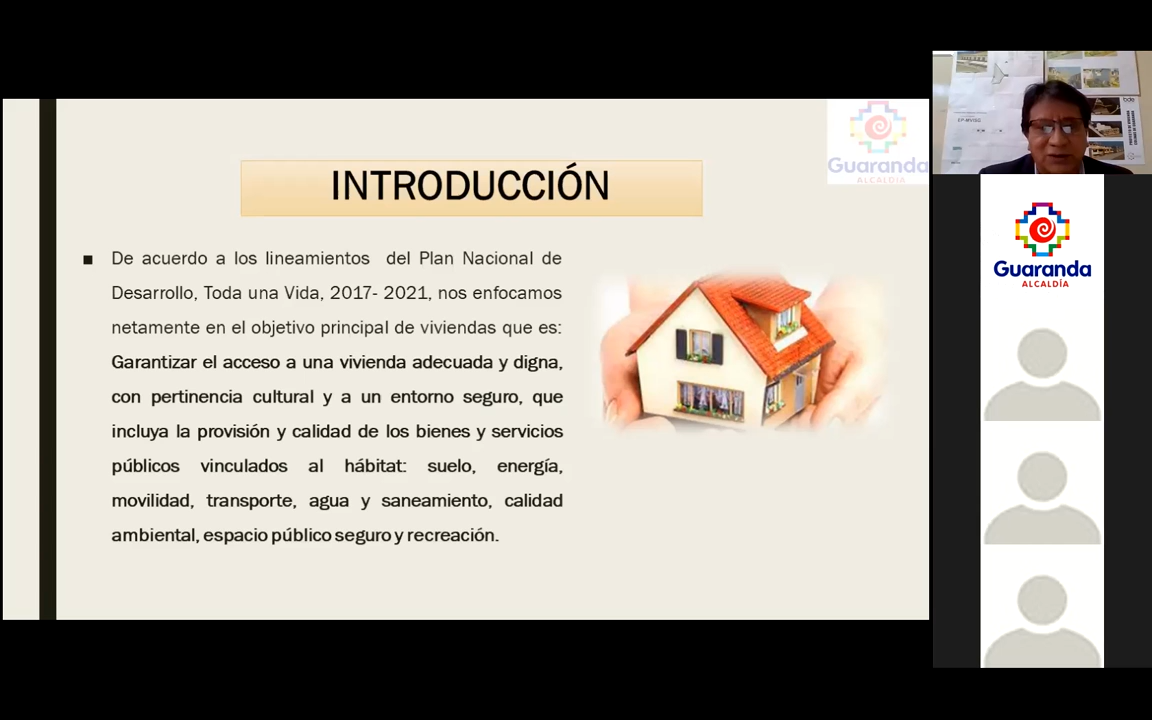 INTRODUCCIÓN
■ De acuerdo a los lineamientos del Plan Nacional de
Desarrollo, Toda una Vida, 2017- 2021, nos enfocamos
netamente en el objetivo principal de viviendas que es:
Garantizar el acceso a una vivienda adecuada y digna,
con pertinencia cultural y a un entorno seguro, que
incluya la provisión y calidad de los bienes y servicios
públicos vinculados al hábitat: suelo, energía,
movilidad, transporte, agua y saneamiento, calidad
ambiental, espacio público seguro y recreación.
Guaranda
ALCALDÍA
bde
Guaranda
ALCALDÍA